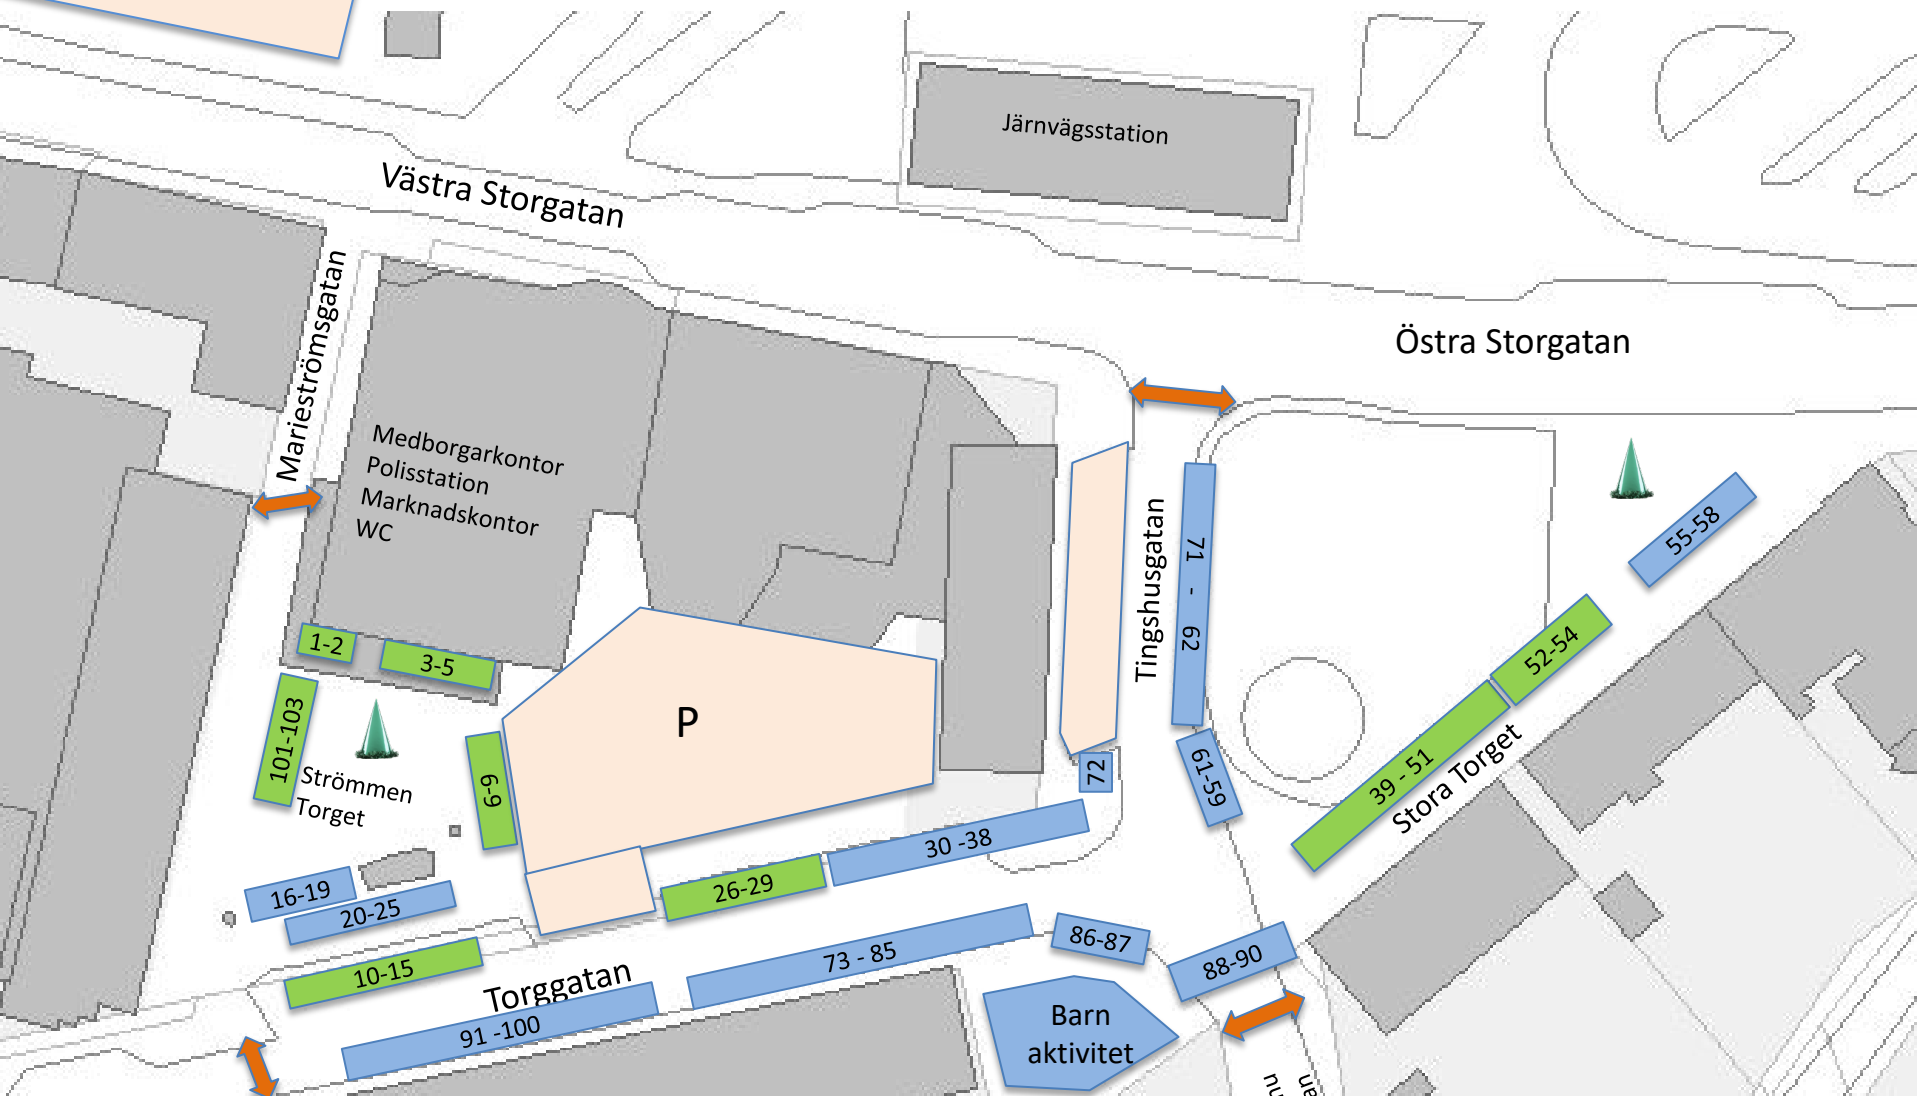 Järnvägsstation
Västra Storgatan
Östra Storgatan
Marieströmsgatan
Medborgarkontor
Polisstation
Marknadskontor
WC
Tingshusgatan
71 - 62
55-58
52-54
39 - 51
Stora Torget
1-2
3-5
101-103
P
Strömmen
Torget
6-9
72
61-59
30 -38
26-29
16-19
20-25
10-15
Torggatan
91 -100
73 - 85
86-87
88-90
Barn
aktivitet